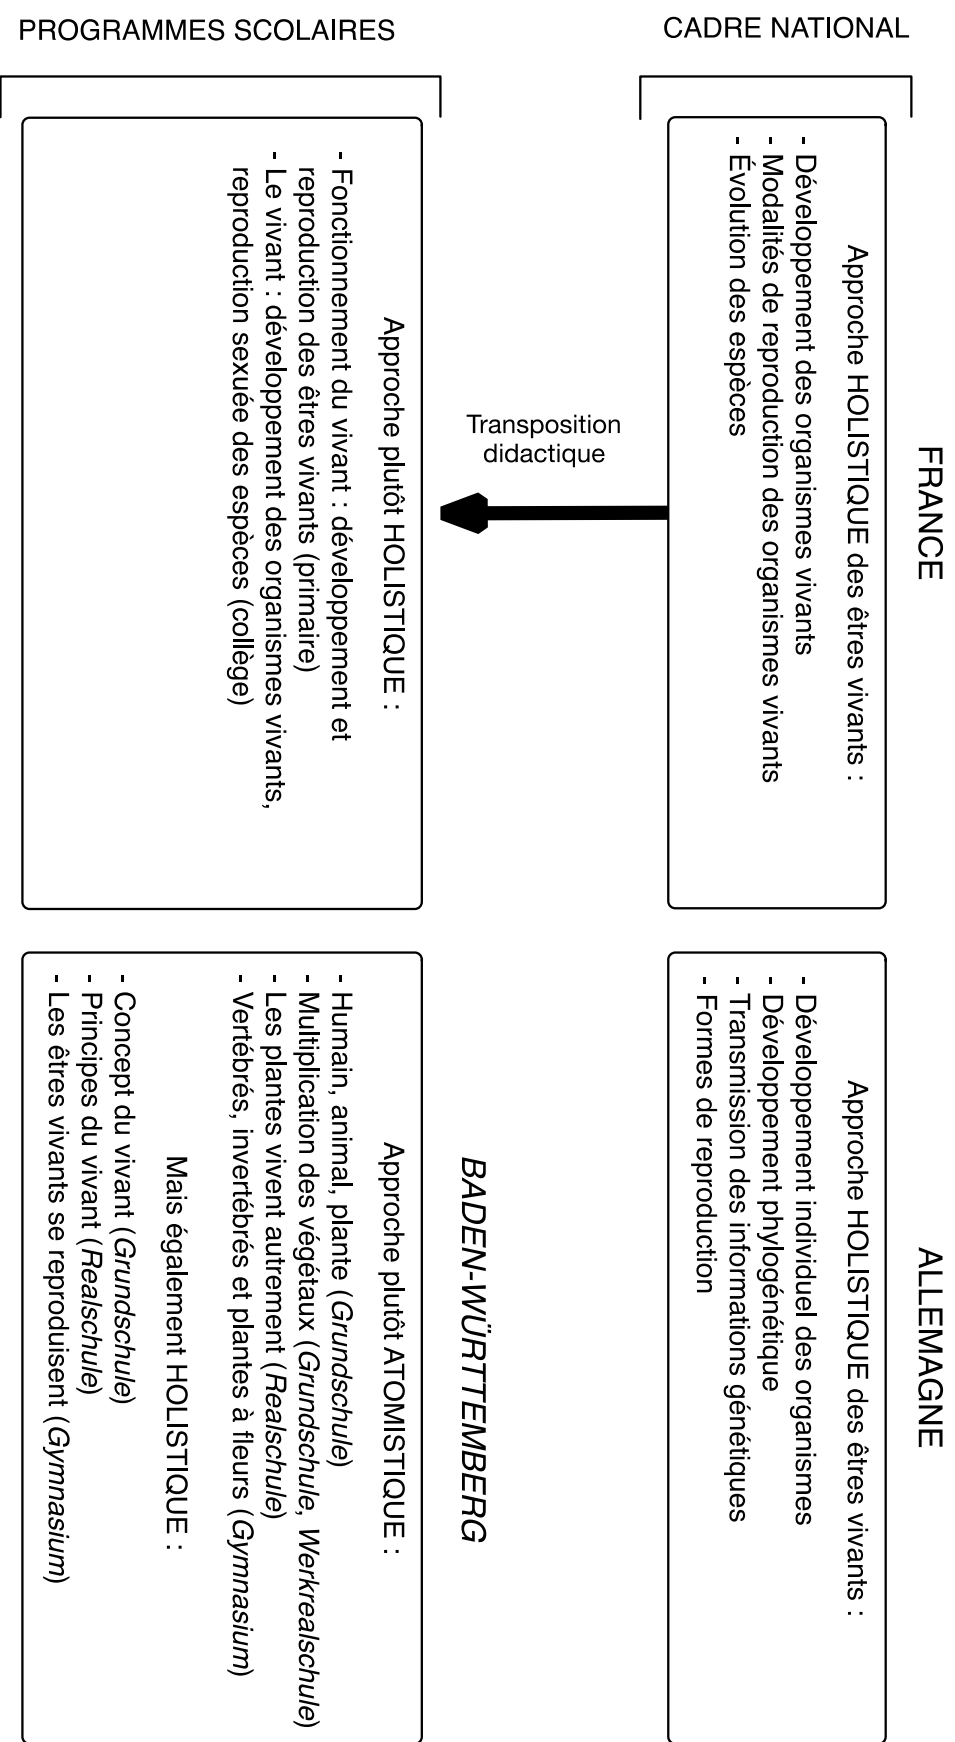 PROGRAMMES SCOLAIRES
CADRE NATIONAL
FRANCE
Approche HOLISTIQUE des êtres vivants :
- Développement des organismes vivants
- Modalités de reproduction des organismes vivants
- Évolution des espèces
Transposition
didactique
Approche plutôt HOLISTIQUE :
- Fonctionnement du vivant : développement et
reproduction des êtres vivants (primaire)
- Le vivant : développement des organismes vivants,
reproduction sexuée des espèces (collège)
ALLEMAGNE
Approche HOLISTIQUE des êtres vivants :
- Développement individuel des organismes
- Développement phylogénétique
- Transmission des informations génétiques
- Formes de reproduction
BADEN-WÜRTTEMBERG
Approche plutôt ATOMISTIQUE :
- Humain, animal, plante (Grundschule)
- Multiplication des végétaux (Grundschule, Werkrealschule)
- Les plantes vivent autrement (Realschule)
- Vertébrés, invertébrés et plantes à fleurs (Gymnasium)
Mais également HOLISTIQUE :
- Concept du vivant (Grundschule)
- Principes du vivant (Realschule)
- Les êtres vivants se reproduisent (Gymnasium)